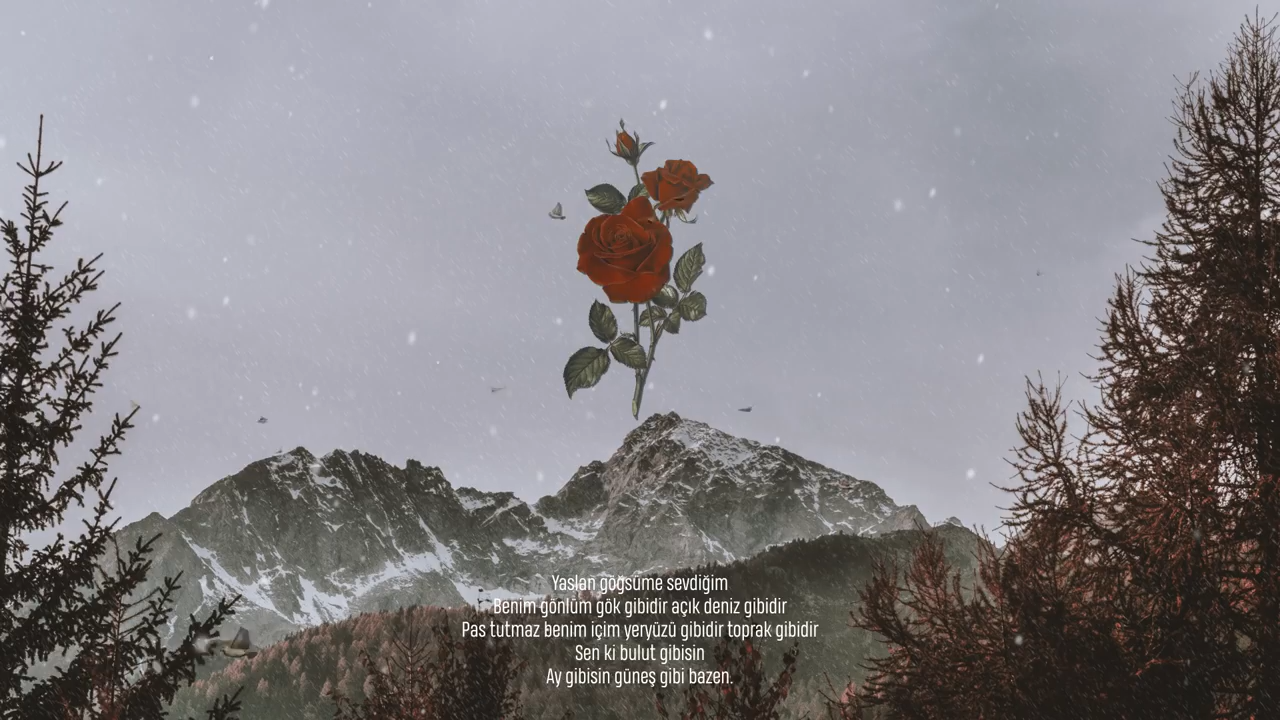 Yaslan göğsüme sevdiğim
Benim gönlüm gök gibidir açık deniz gibidir
Pas tutmaz benim içim yeryüzü gibidir toprak gibidir
Sen ki bulut gibisin
Ay gibisin güneş gibi bazen.